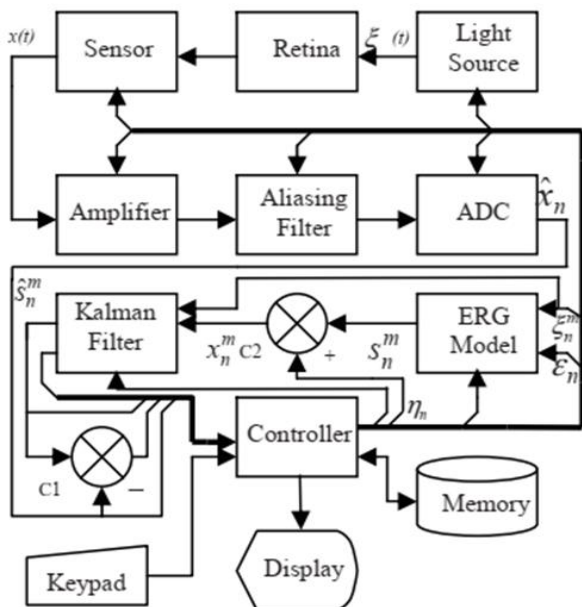 x(t)
Sensor
Retina
ξ (t)
Light
Source
Amplifier
Aliasing
Filter
ADC
x̂ₙ
ŝₙᵐ
Kalman
Filter
xₙᵐ C2
+
sₙᵐ
ERG
Model
ξₙᵐ
εₙ
ηₙ
Controller
C1
−
Memory
Keypad
Display